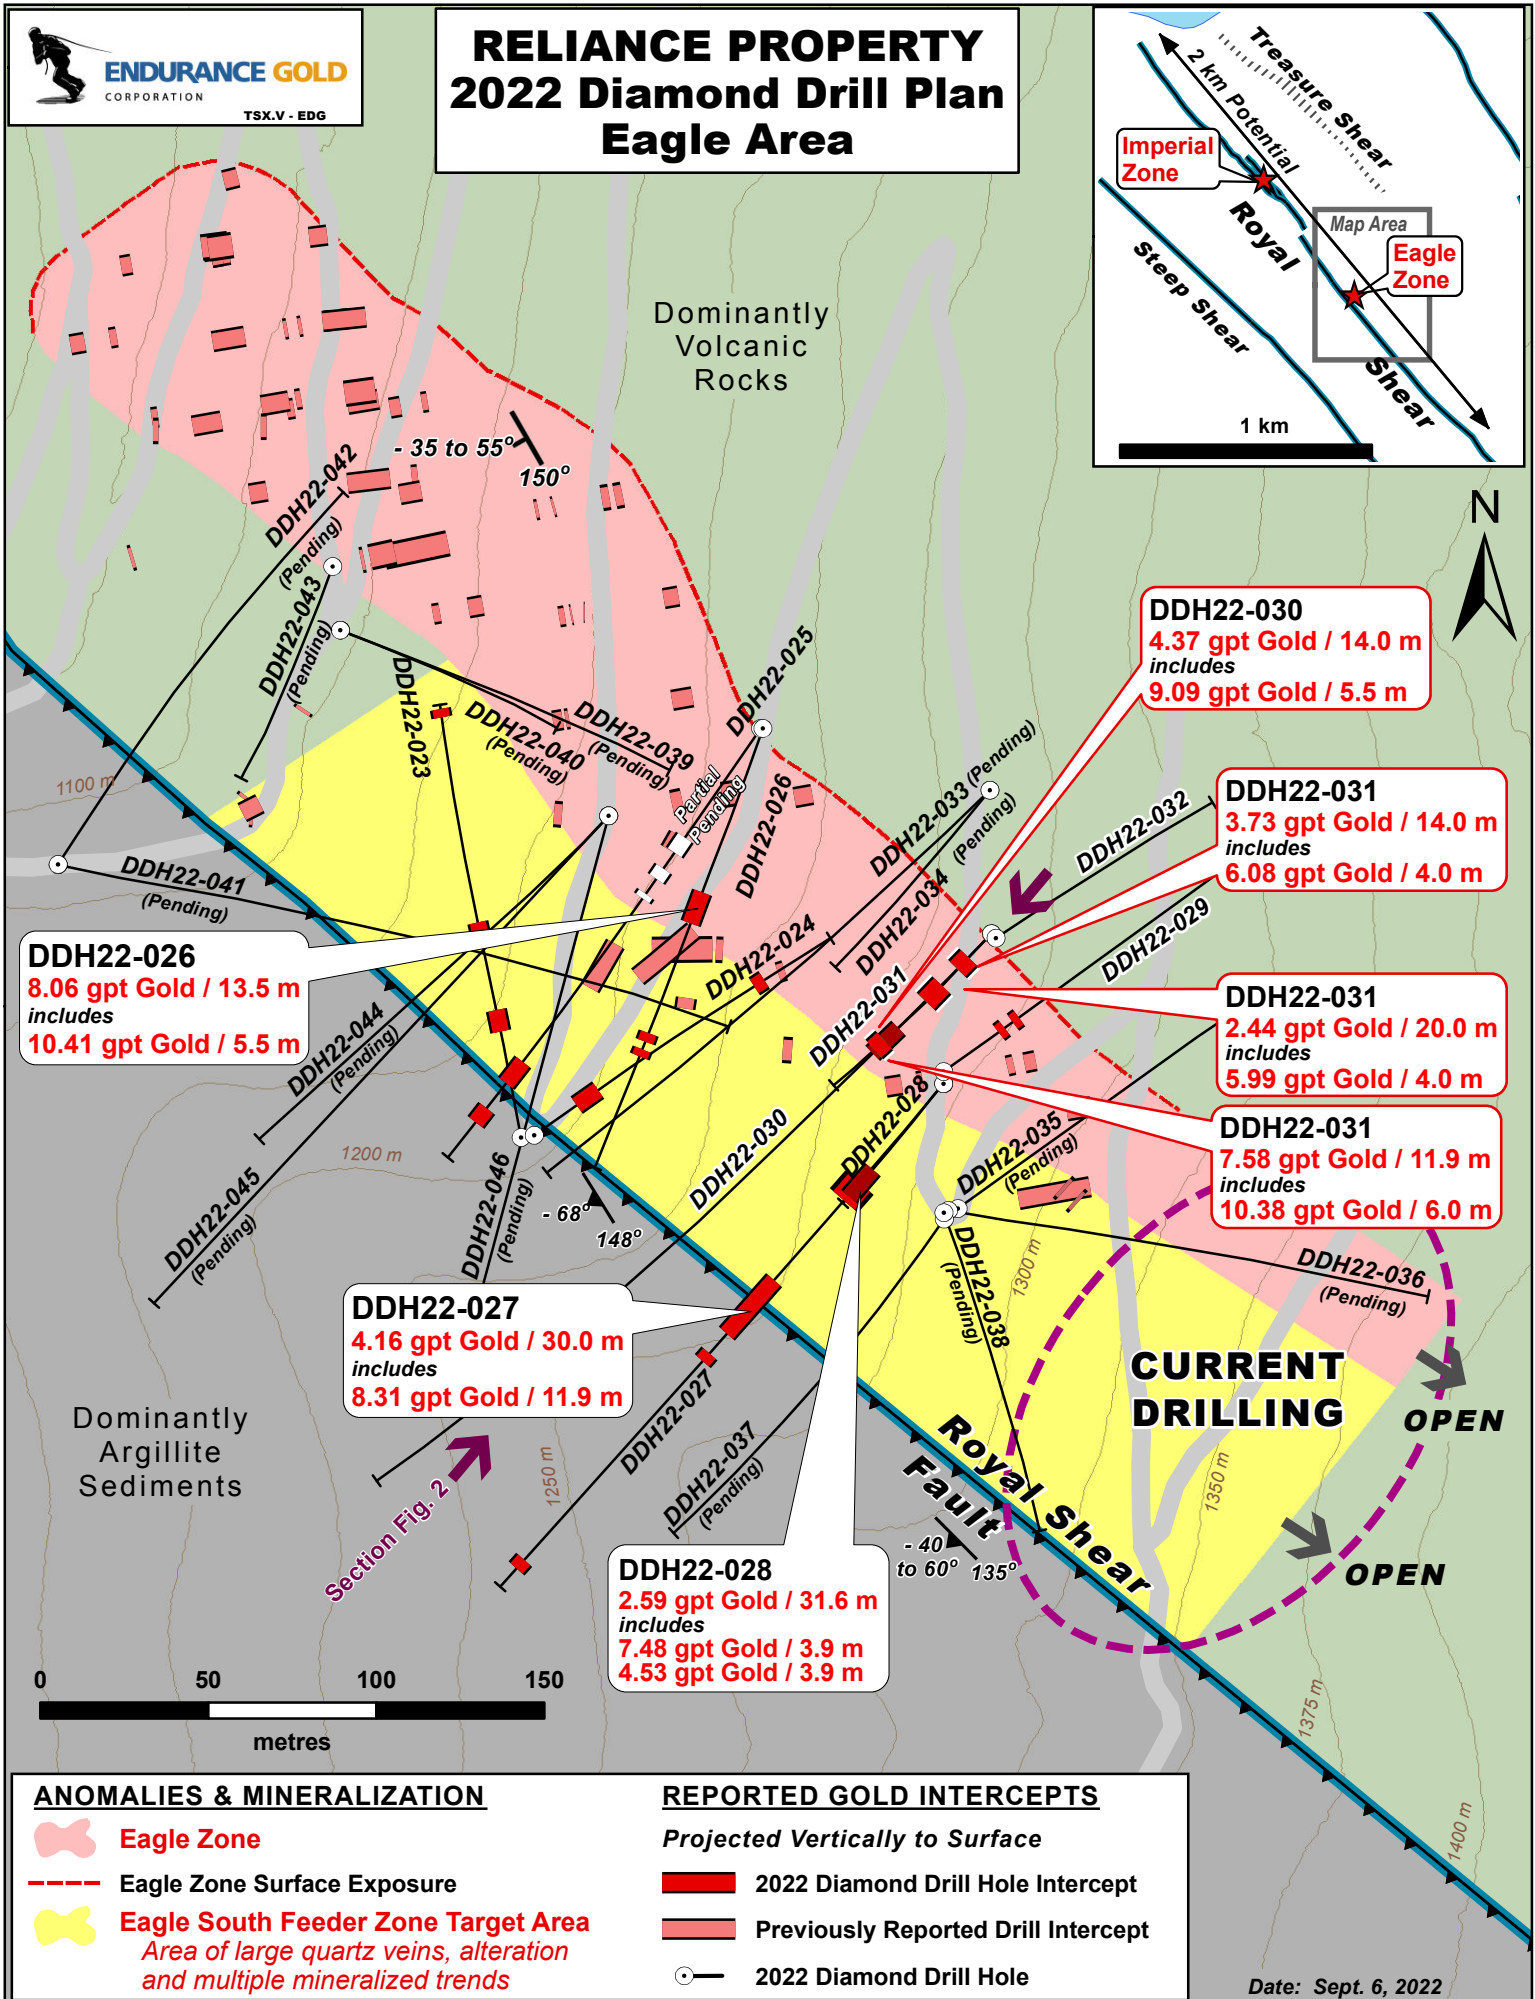 ENDURANCE GOLD
CORPORATION
TSX.V - EDG
RELIANCE PROPERTY
2022 Diamond Drill Plan
Eagle Area
Treasure Shear
2 km Potential
Imperial
Zone
Royal
Map Area
Eagle
Zone
Steep Shear
Shear
1 km
N
Dominantly
Volcanic
Rocks
- 35 to 55º
150º
DDH22-042
(Pending)
DDH22-043
(Pending)
DDH22-023
DDH22-040
(Pending)
DDH22-039
(Pending)
DDH22-025
Partial
Pending
DDH22-026
DDH22-033 (Pending)
DDH22-034
(Pending)
DDH22-032
DDH22-029
DDH22-024
DDH22-031
DDH22-030
4.37 gpt Gold / 14.0 m
includes
9.09 gpt Gold / 5.5 m
DDH22-031
3.73 gpt Gold / 14.0 m
includes
6.08 gpt Gold / 4.0 m
DDH22-031
2.44 gpt Gold / 20.0 m
includes
5.99 gpt Gold / 4.0 m
DDH22-031
7.58 gpt Gold / 11.9 m
includes
10.38 gpt Gold / 6.0 m
1100 m
DDH22-041
(Pending)
DDH22-026
8.06 gpt Gold / 13.5 m
includes
10.41 gpt Gold / 5.5 m
DDH22-044
(Pending)
1200 m
DDH22-045
(Pending)
DDH22-046
(Pending)
- 68º
148º
DDH22-030
DDH22-028
DDH22-035
(Pending)
DDH22-036
(Pending)
DDH22-038
(Pending)
1300 m
DDH22-027
4.16 gpt Gold / 30.0 m
includes
8.31 gpt Gold / 11.9 m
DDH22-027
DDH22-037
(Pending)
CURRENT
DRILLING
OPEN
OPEN
Dominantly
Argillite
Sediments
Section Fig. 2
1250 m
1350 m
Royal Shear
Fault
- 40
to 60º
135º
DDH22-028
2.59 gpt Gold / 31.6 m
includes
7.48 gpt Gold / 3.9 m
4.53 gpt Gold / 3.9 m
1375 m
1400 m
0 50 100 150
metres
ANOMALIES & MINERALIZATION
Eagle Zone
Eagle Zone Surface Exposure
Eagle South Feeder Zone Target Area
Area of large quartz veins, alteration
and multiple mineralized trends
REPORTED GOLD INTERCEPTS
Projected Vertically to Surface
2022 Diamond Drill Hole Intercept
Previously Reported Drill Intercept
2022 Diamond Drill Hole
Date: Sept. 6, 2022